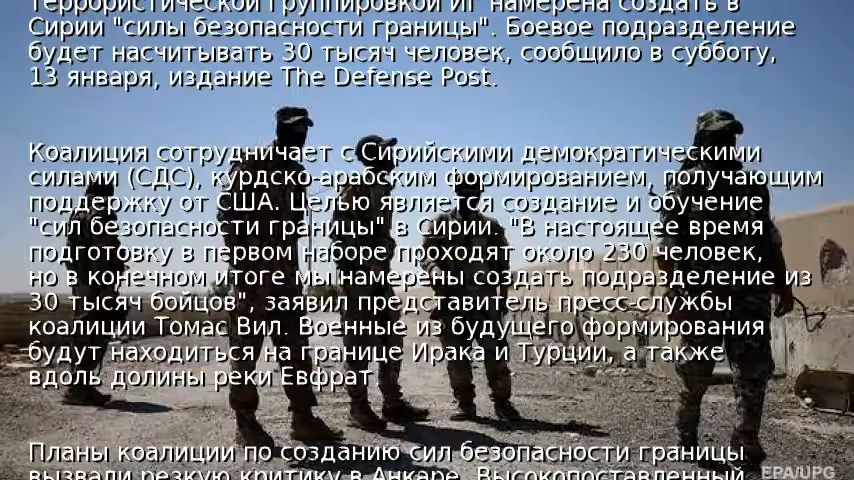 террористической группировкой ИГ намерена создать в
Сирии "силы безопасности границы". Боевое подразделение
будет насчитывать 30 тысяч человек, сообщило в субботу,
13 января, издание The Defense Post.
Коалиция сотрудничает с Сирийскими демократическими
силами (СДС), курдско-арабским формированием, получающим
поддержку от США. Целью является создание и обучение
"сил безопасности границы" в Сирии. "В настоящее время
подготовку в первом наборе проходят около 230 человек,
но в конечном итоге мы намерены создать подразделение из
30 тысяч бойцов", заявил представитель пресс-службы
коалиции Томас Вил. Военные из будущего формирования
будут находиться на границе Ирака и Турции, а также
вдоль долины реки Евфрат.
Планы коалиции по созданию сил безопасности границы
вызвали резкую критику в Анкаре. Высокопоставленный
EPA/UPG